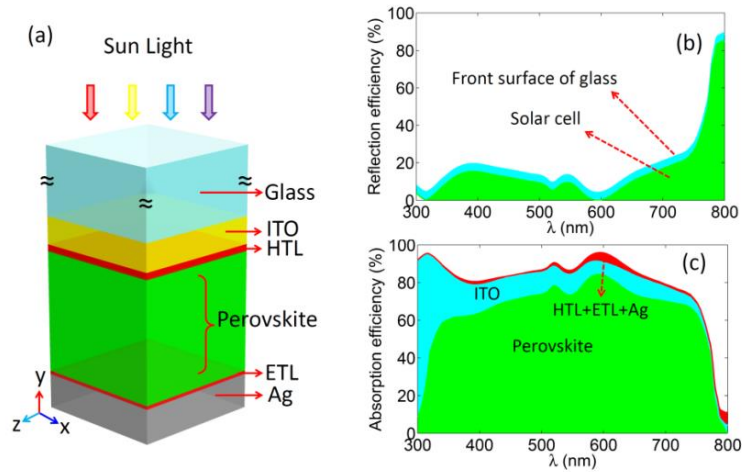 (a)
Sun Light
≈
≈
≈
Glass
ITO
HTL
Perovskite
ETL
Ag
y
z
x
Reflection efficiency (%)
100
80
60
40
20
0
(b)
Front surface of glass
Solar cell
300 400 500 600 700 800
λ (nm)
Absorption efficiency (%)
100
80
60
40
20
0
(c)
ITO
HTL+ETL+Ag
Perovskite
300 400 500 600 700 800
λ (nm)